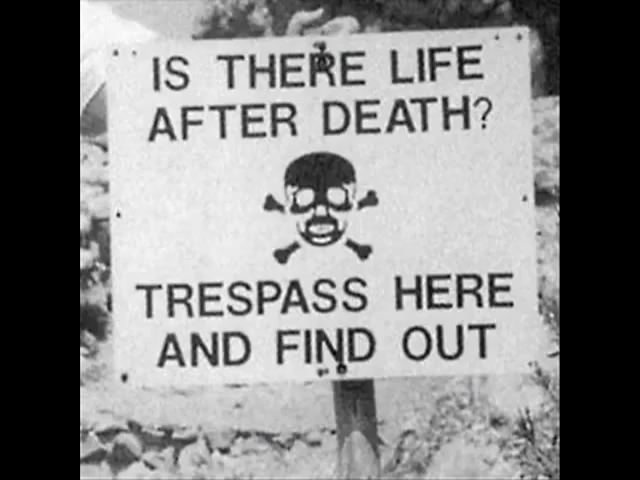 IS THERE LIFE
AFTER DEATH?
TRESPASS HERE
AND FIND OUT